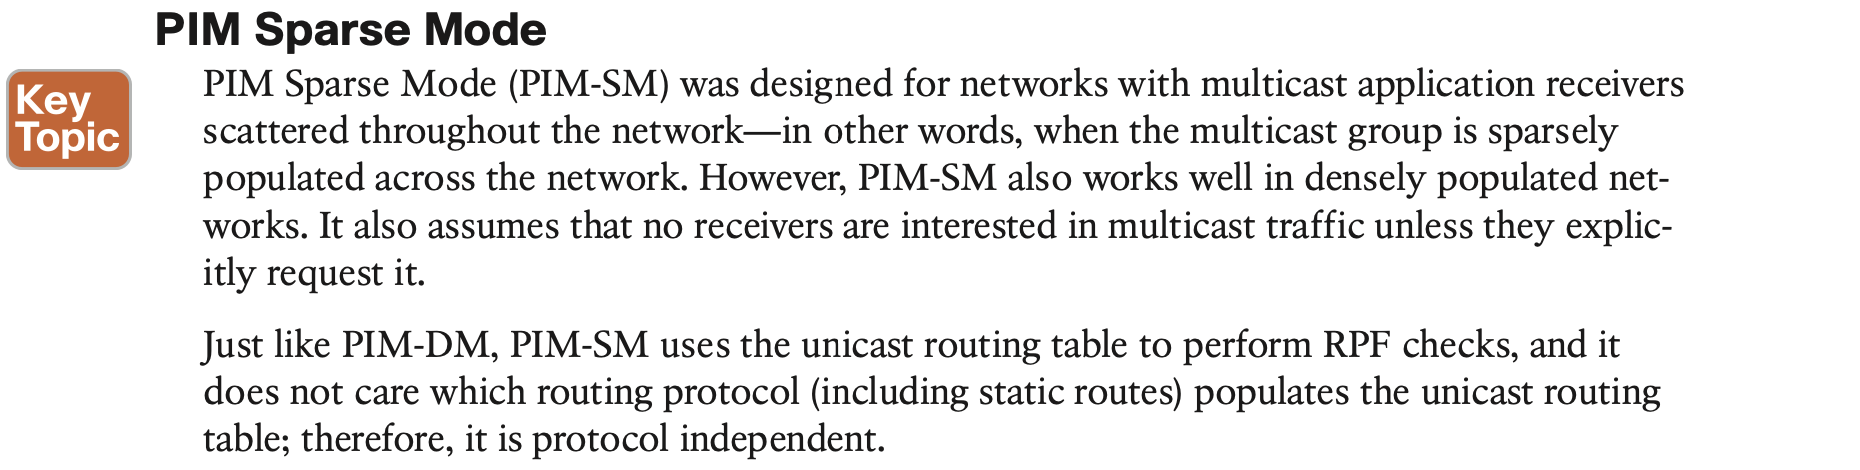 PIM Sparse Mode
Key
Topic
PIM Sparse Mode (PIM-SM) was designed for networks with multicast application receivers
scattered throughout the network—in other words, when the multicast group is sparsely
populated across the network. However, PIM-SM also works well in densely populated net-
works. It also assumes that no receivers are interested in multicast traffic unless they explic-
itly request it.
Just like PIM-DM, PIM-SM uses the unicast routing table to perform RPF checks, and it
does not care which routing protocol (including static routes) populates the unicast routing
table; therefore, it is protocol independent.